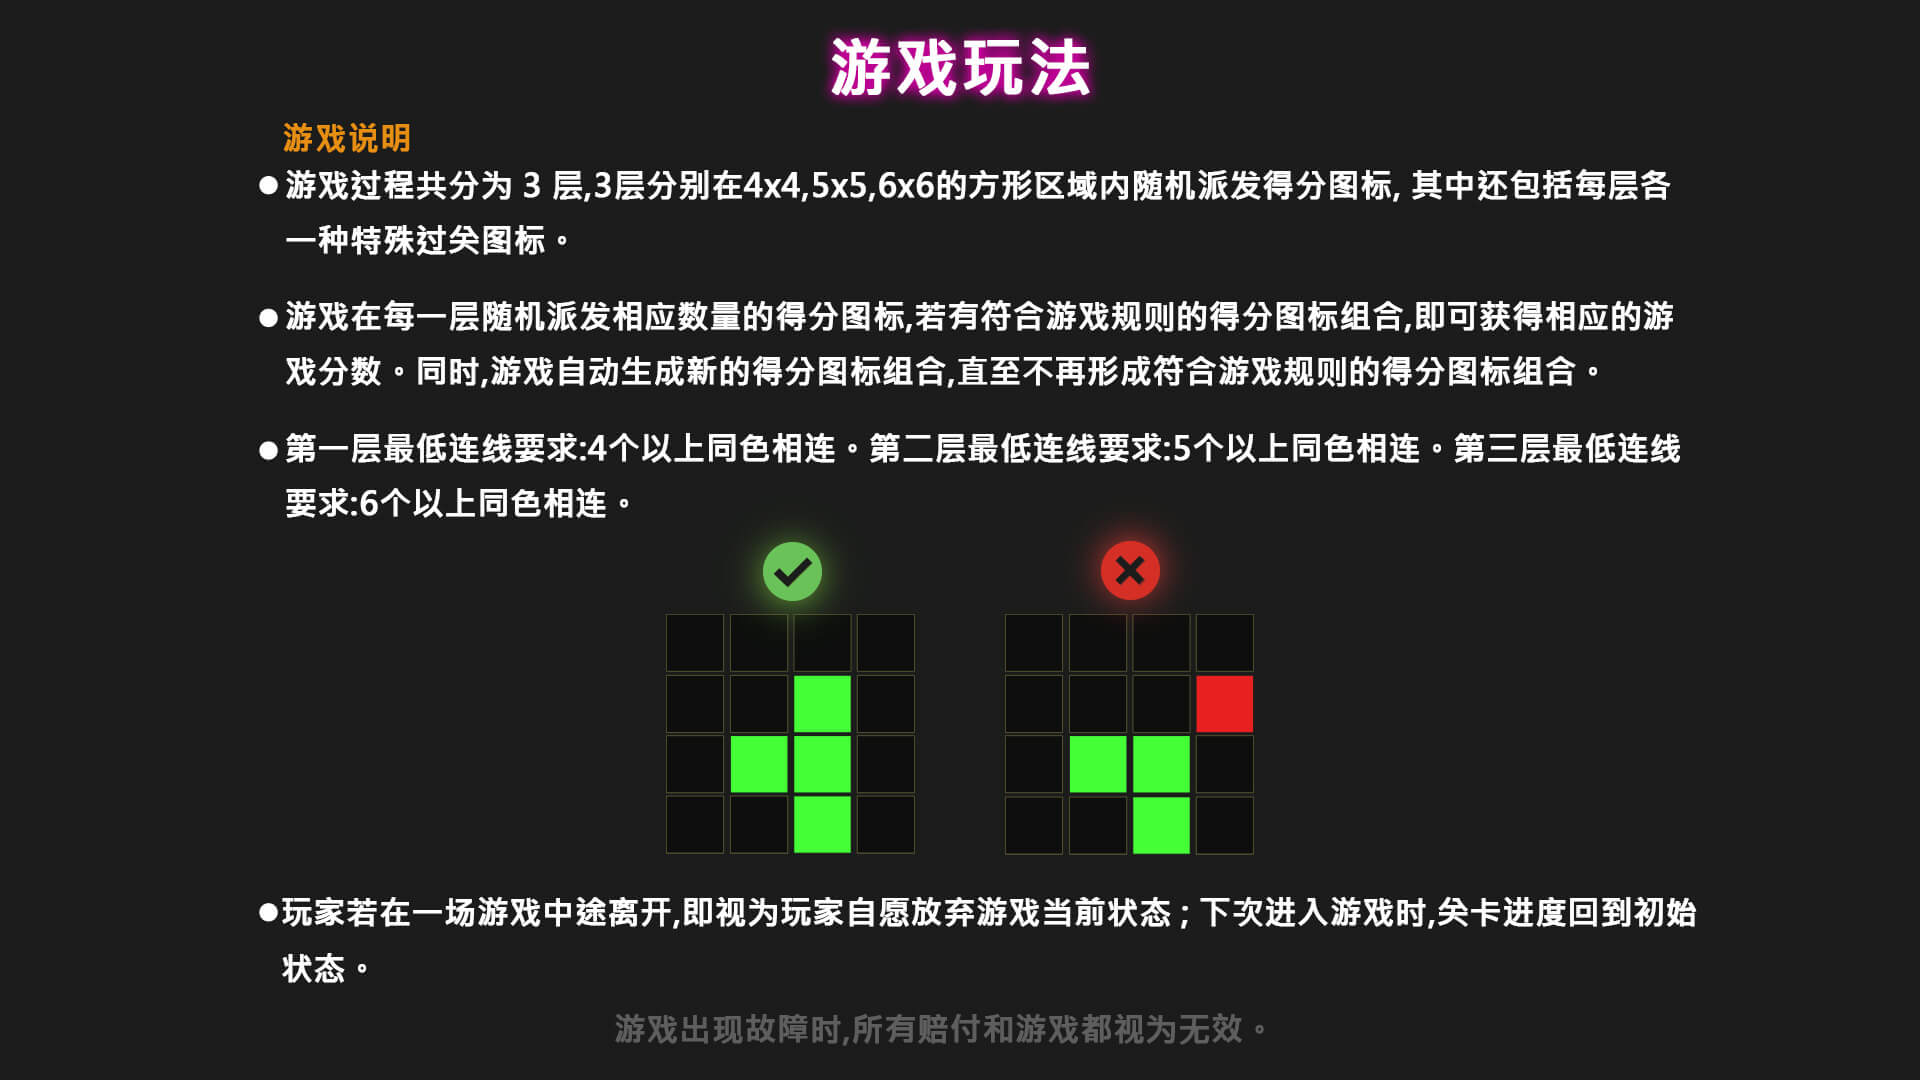 游戏玩法
游戏说明
●游戏过程共分为 3 层,3层分别在4x4,5x5,6x6的方形区域内随机派发得分图标, 其中还包括每层各
一种特殊过关图标。
●游戏在每一层随机派发相应数量的得分图标,若有符合游戏规则的得分图标组合,即可获得相应的游
戏分数。同时,游戏自动生成新的得分图标组合,直至不再形成符合游戏规则的得分图标组合。
●第一层最低连线要求:4个以上同色相连。第二层最低连线要求:5个以上同色相连。第三层最低连线
要求:6个以上同色相连。
●玩家若在一场游戏中途离开,即视为玩家自愿放弃游戏当前状态；下次进入游戏时,关卡进度回到初始
状态。
游戏出现故障时,所有赔付和游戏都视为无效。